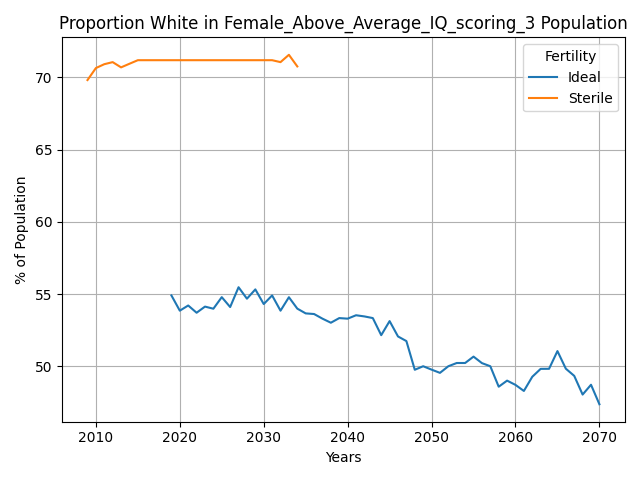 Proportion White in Female_Above_Average_IQ_scoring_3 Population
Fertility
Ideal
Sterile
% of Population
70
65
60
55
50
2010
2020
2030
2040
2050
2060
2070
Years